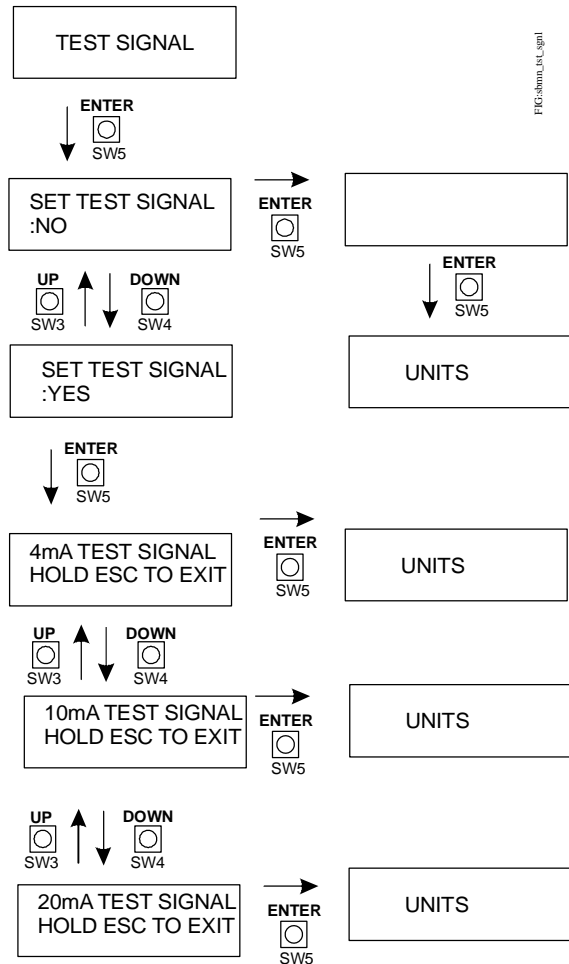 TEST SIGNAL
FIG:sbmn_tst_sgnl
ENTER
SW5
SET TEST SIGNAL
:NO
ENTER
SW5
UP
SW3
DOWN
SW4
ENTER
SW5
SET TEST SIGNAL
:YES
UNITS
ENTER
SW5
4mA TEST SIGNAL
HOLD ESC TO EXIT
ENTER
SW5
UNITS
UP
SW3
DOWN
SW4
10mA TEST SIGNAL
HOLD ESC TO EXIT
ENTER
SW5
UNITS
UP
SW3
DOWN
SW4
20mA TEST SIGNAL
HOLD ESC TO EXIT
ENTER
SW5
UNITS